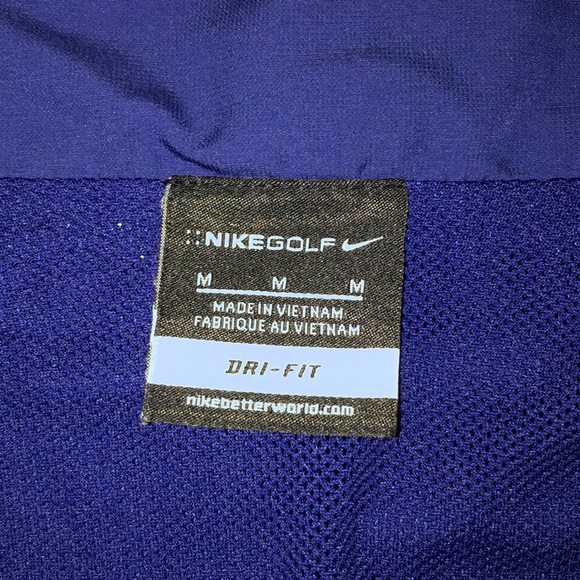 NIKEGOLF
M M M
MADE IN VIETNAM
FABRIQUE AU VIETNAM
DRI-FIT
nikebetterworld.com